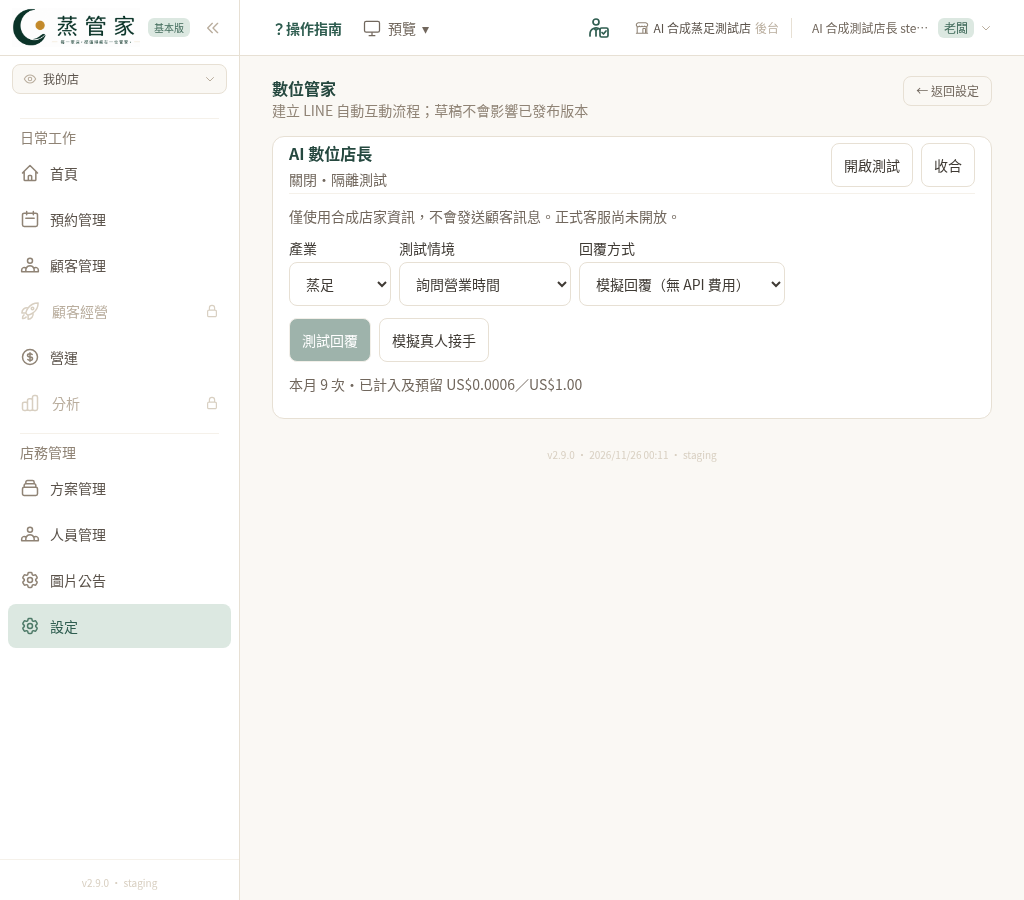 蒸管家
基本版
我的店
日常工作
首頁
預約管理
顧客管理
顧客經營
營運
分析
店務管理
方案管理
人員管理
圖片公告
設定
v2.9.0 · staging
?操作指南
預覽 ▾
AI 合成蒸足測試店 後台
AI 合成測試店長 ste…
老闆
數位管家
建立 LINE 自動互動流程；草稿不會影響已發布版本
← 返回設定
AI 數位店長
關閉・隔離測試
開啟測試
收合
僅使用合成店家資訊，不會發送顧客訊息。正式客服尚未開放。
產業
測試情境
回覆方式
蒸足
詢問營業時間
模擬回覆（無 API 費用）
測試回覆
模擬真人接手
本月 9 次・已計入及預留 US$0.0006／US$1.00
v2.9.0 · 2026/11/26 00:11 · staging